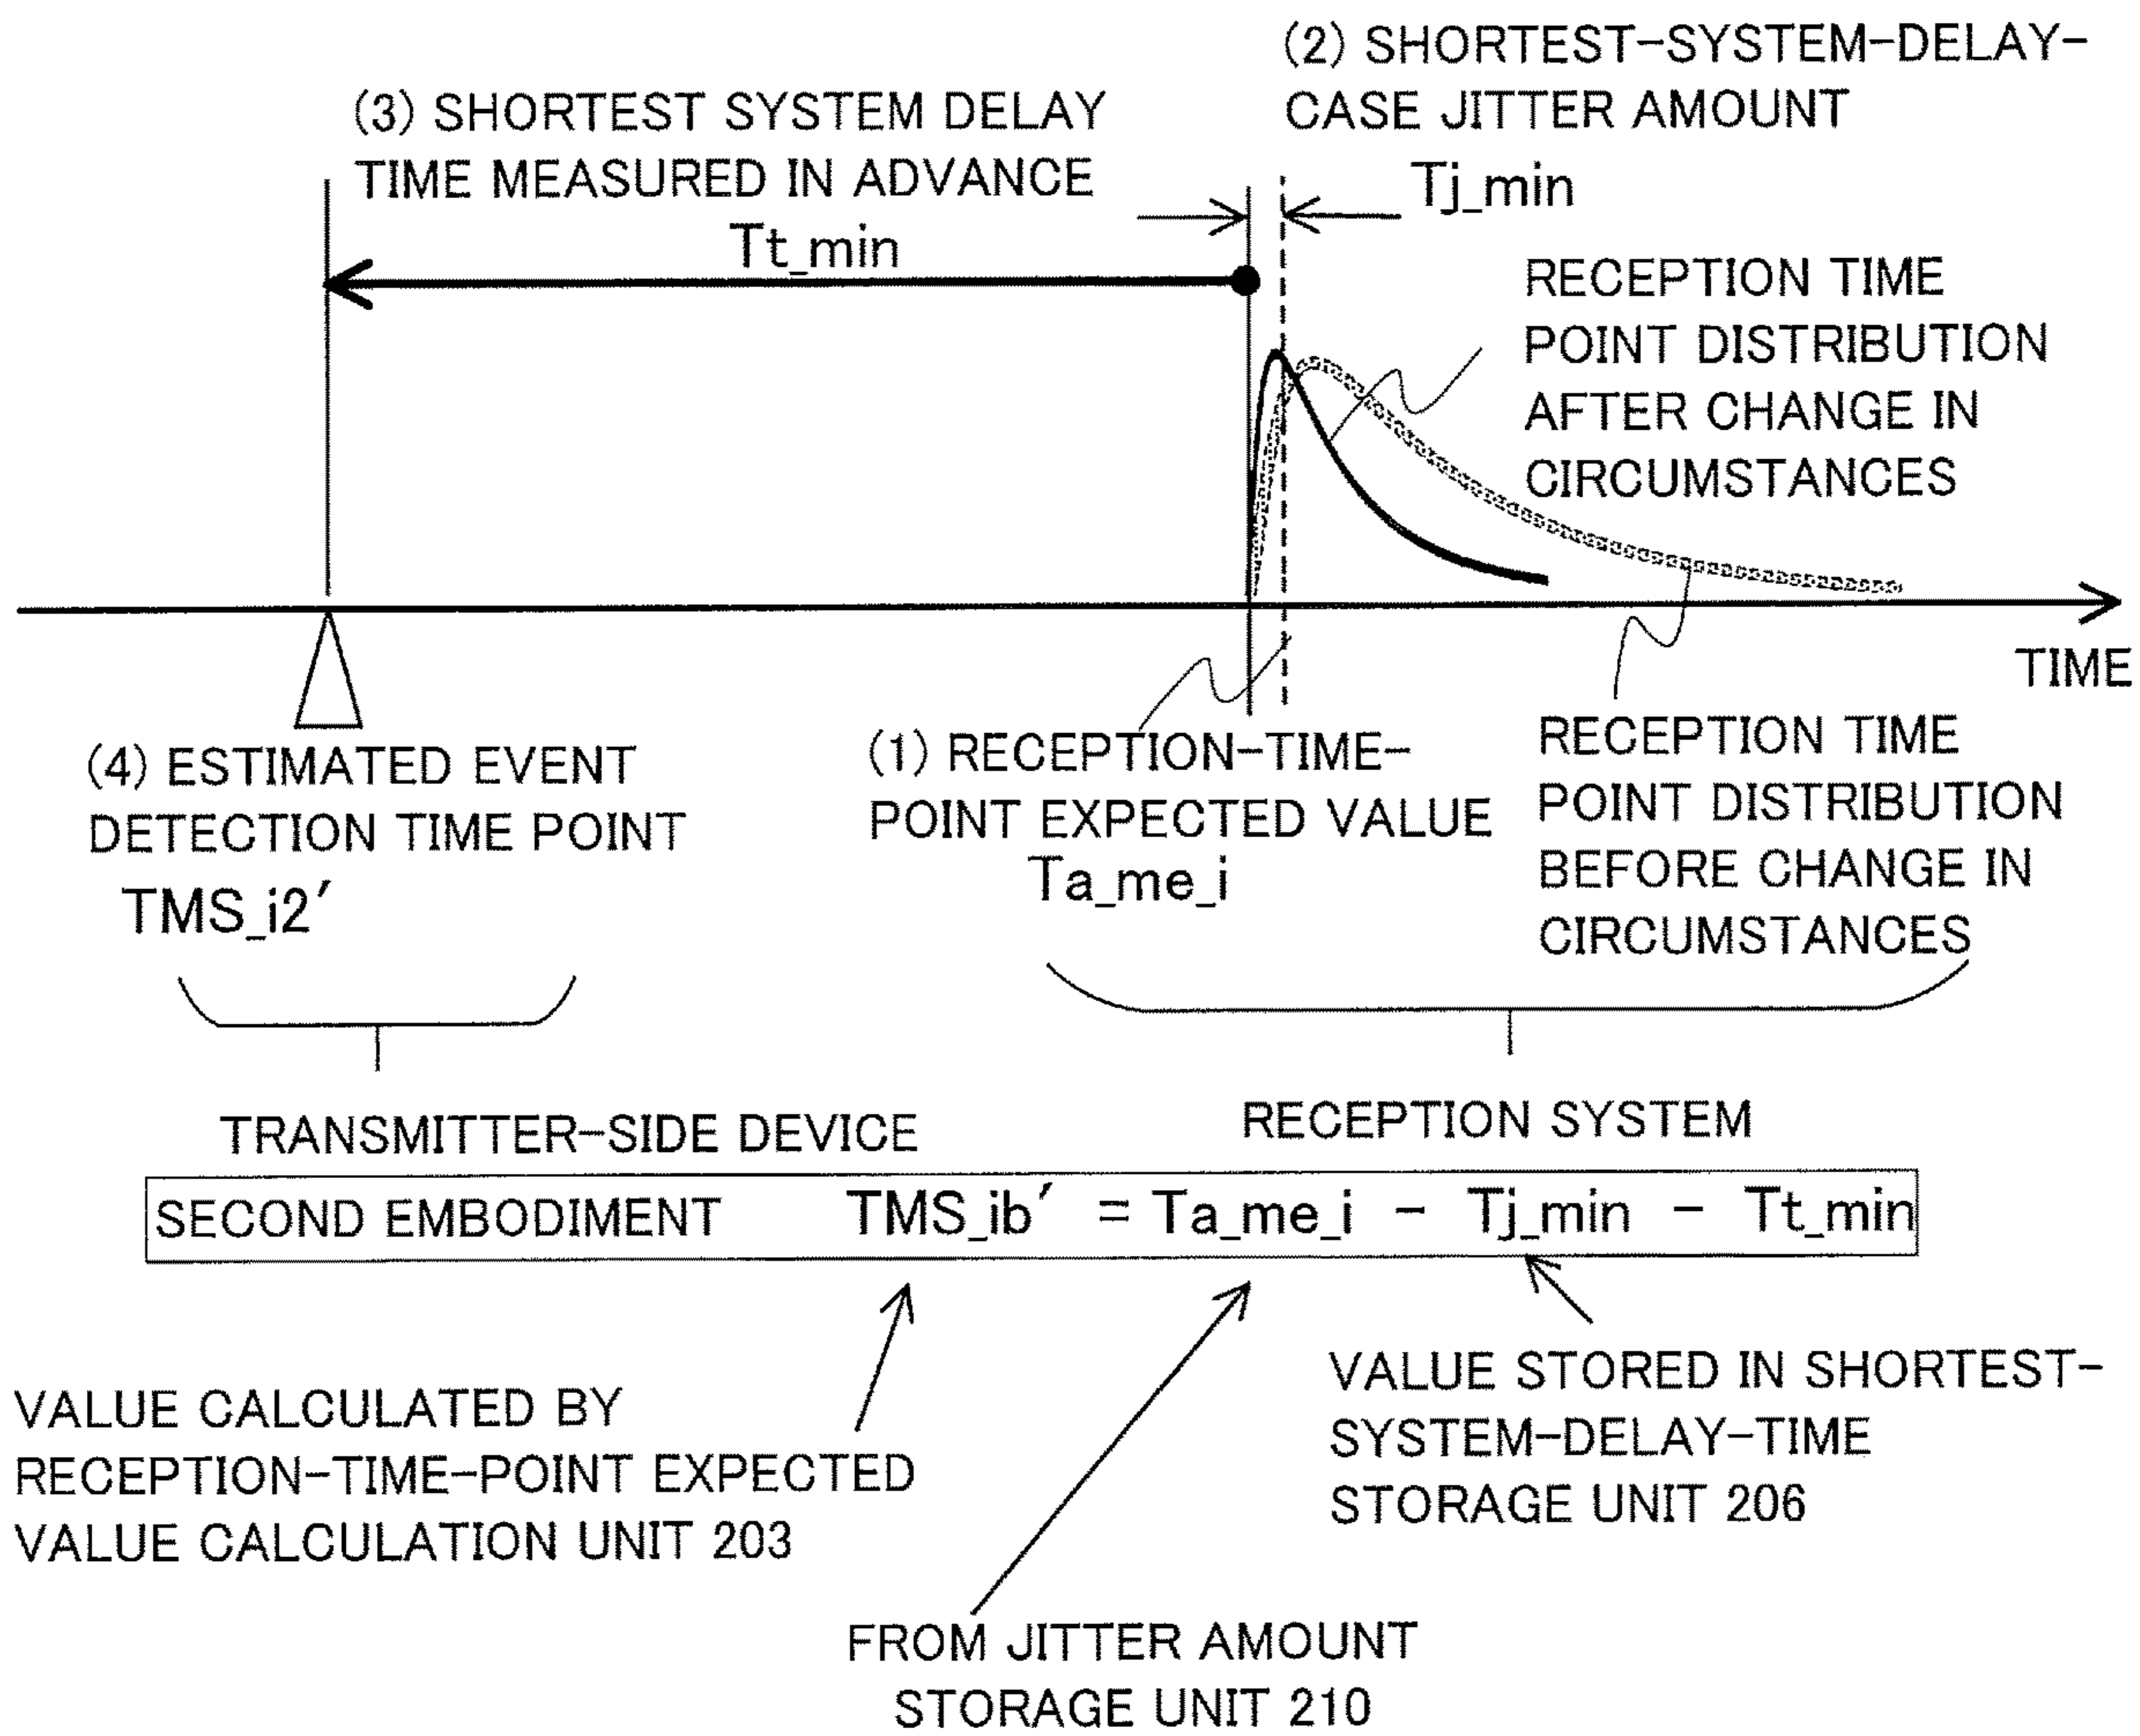 (2) SHORTEST-SYSTEM-DELAY-
CASE JITTER AMOUNT
Tj_min
(3) SHORTEST SYSTEM DELAY
TIME MEASURED IN ADVANCE
Tt_min
RECEPTION TIME
POINT DISTRIBUTION
AFTER CHANGE IN
CIRCUMSTANCES
TIME
(4) ESTIMATED EVENT
DETECTION TIME POINT
TMS_i2′
(1) RECEPTION-TIME-
POINT EXPECTED VALUE
Ta_me_i
RECEPTION TIME
POINT DISTRIBUTION
BEFORE CHANGE IN
CIRCUMSTANCES
TRANSMITTER-SIDE DEVICE
RECEPTION SYSTEM
SECOND EMBODIMENT TMS_ib′ = Ta_me_i - Tj_min - Tt_min
VALUE CALCULATED BY
RECEPTION-TIME-POINT EXPECTED
VALUE CALCULATION UNIT 203
VALUE STORED IN SHORTEST-
SYSTEM-DELAY-TIME
STORAGE UNIT 206
FROM JITTER AMOUNT
STORAGE UNIT 210